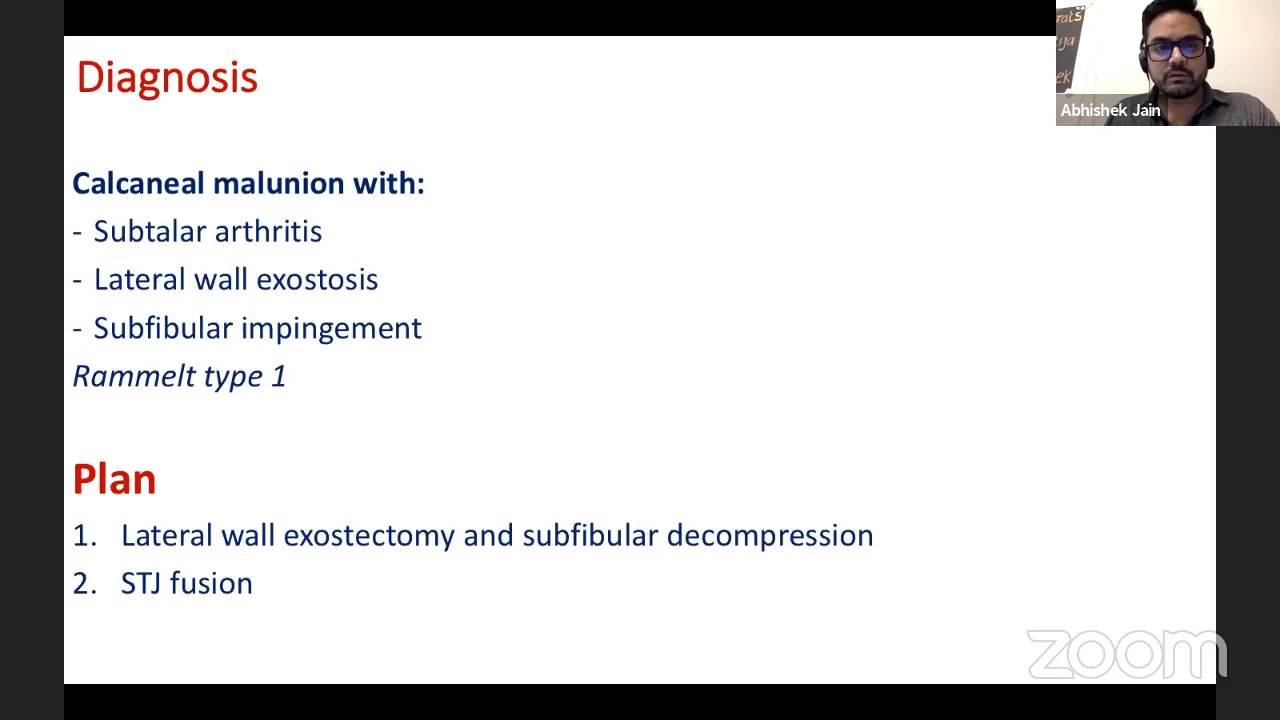 Diagnosis
Calcaneal malunion with:
- Subtalar arthritis
- Lateral wall exostosis
- Subfibular impingement
Rammelt type 1
Plan
1. Lateral wall exostectomy and subfibular decompression
2. STJ fusion
Abhishek Jain
zoom